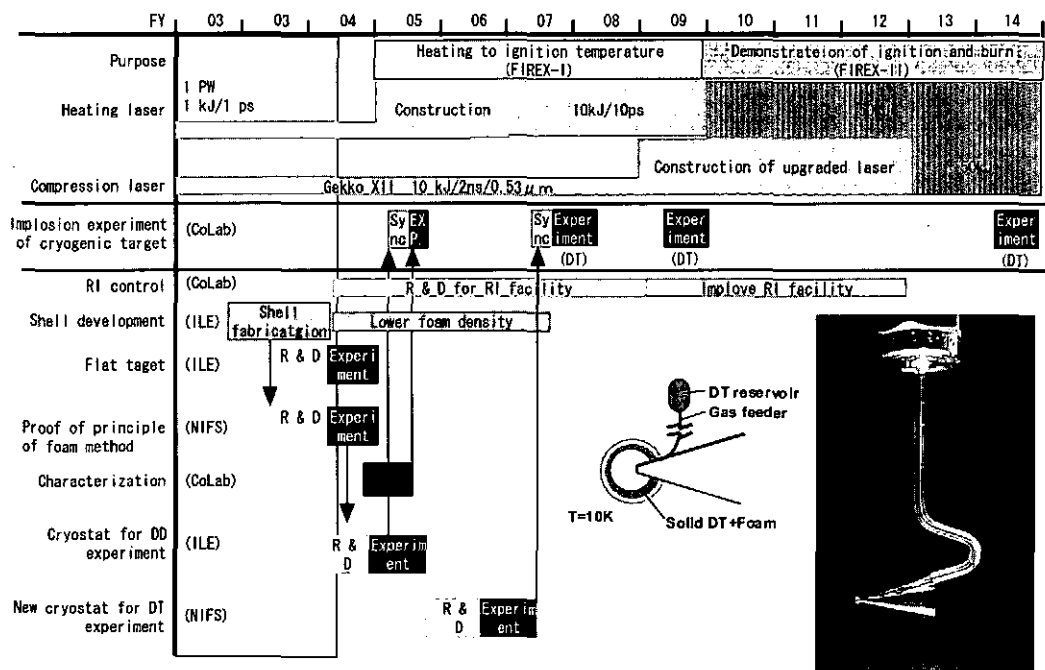 FY 03 03 04 05 06 07 08 09 10 11 12 13 14
Purpose
Heating to ignition temperature
(FIREX-I)
Demonstrateion of ignition and burn
(FIREX-II)
Heating laser
1 PW
1 kJ/1 ps
Construction 10kJ/10ps
Construction of upgraded laser
Compression laser
Gekko XII 10 kJ/2ns/0.53μm
Implosion experiment
of cryogenic target
(CoLab)
Sy
nc
EX
P.
Sy
nc
Exper
iment
(DT)
Exper
iment
(DT)
Exper
iment
(DT)
RI control
(CoLab)
R & D for RI facility
Implove RI facility
Shell development
(ILE)
Shell
fabricatgion
Lower foam density
Flat taget
(ILE)
R & D
Experi
ment
Proof of principle
of foam method
(NIFS)
R & D
Experi
ment
Characterization
(CoLab)
Cryostat for DD
experiment
(ILE)
R &
D
Experim
ent
New cryostat for DT
experiment
(NIFS)
R &
D
Experim
ent
DT reservoir
Gas feeder
T=10K
Solid DT+Foam